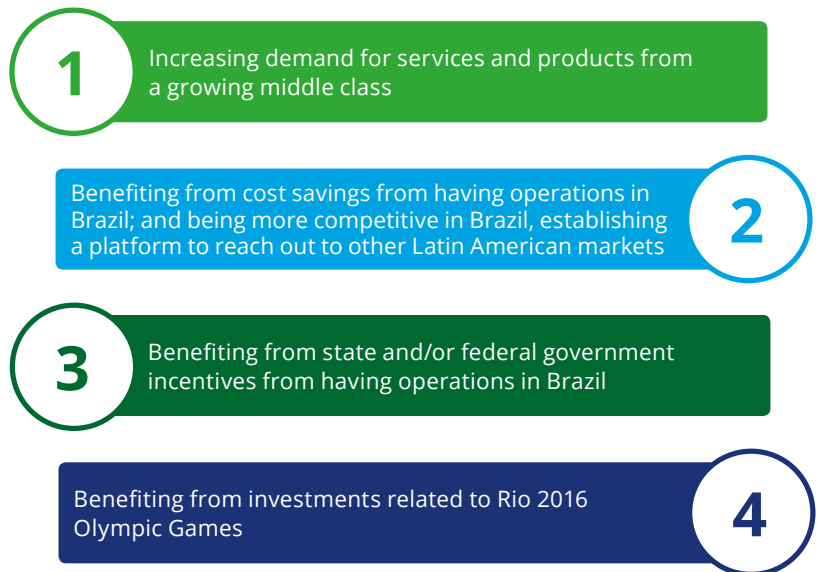 1
Increasing demand for services and products from
a growing middle class
Benefiting from cost savings from having operations in
Brazil; and being more competitive in Brazil, establishing
a platform to reach out to other Latin American markets
2
3
Benefiting from state and/or federal government
incentives from having operations in Brazil
Benefiting from investments related to Rio 2016
Olympic Games
4